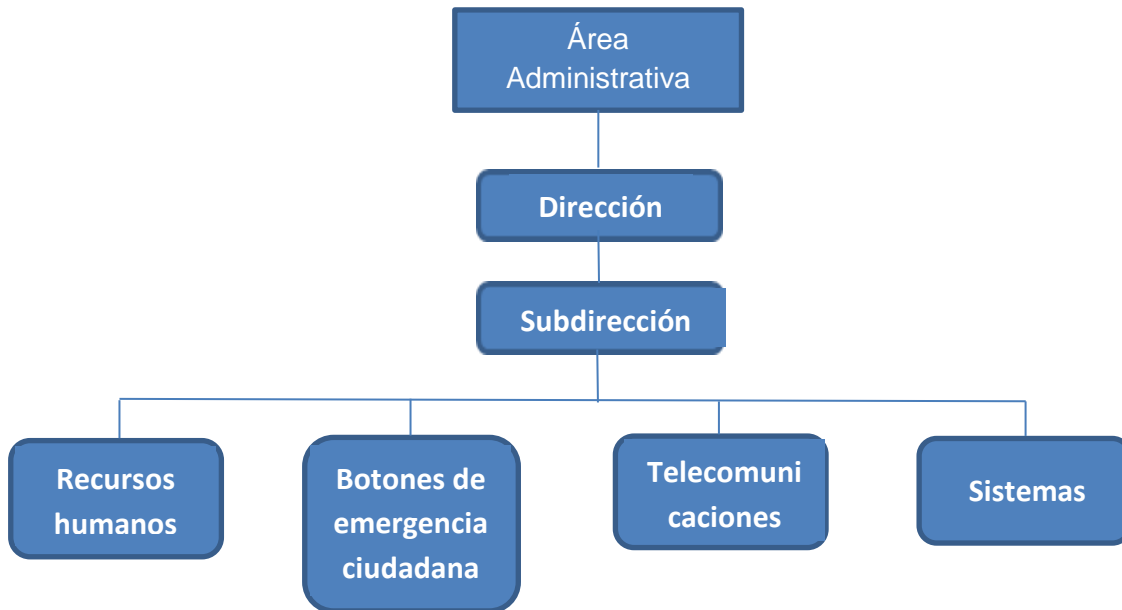 Área
Administrativa
Dirección
Subdirección
Recursos
humanos
Botones de
emergencia
ciudadana
Telecomuni
caciones
Sistemas